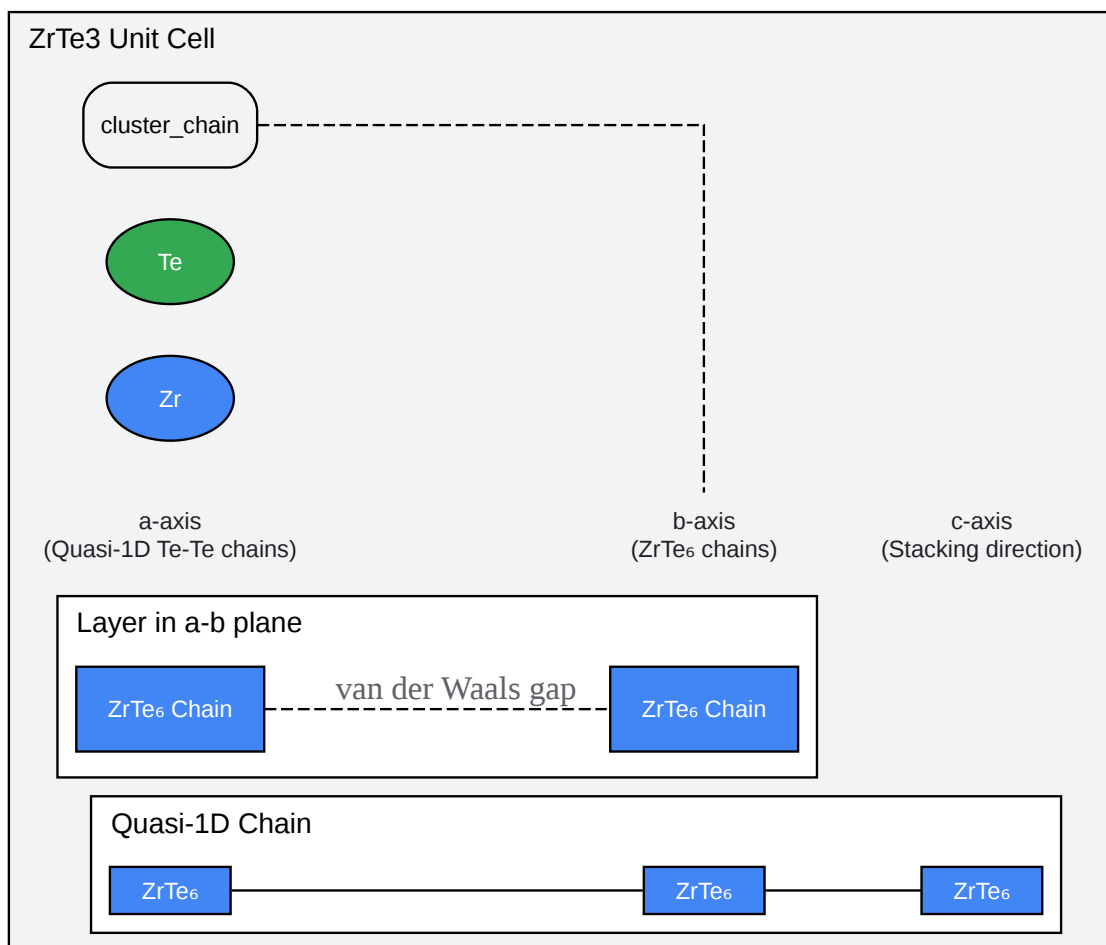 ZrTe3 Unit Cell
cluster_chain
Te
Zr
a-axis
(Quasi-1D Te-Te chains)
b-axis
(ZrTe₆ chains)
c-axis
(Stacking direction)
Layer in a-b plane
ZrTe₆ Chain
van der Waals gap
ZrTe₆ Chain
Quasi-1D Chain
ZrTe₆
ZrTe₆
ZrTe₆